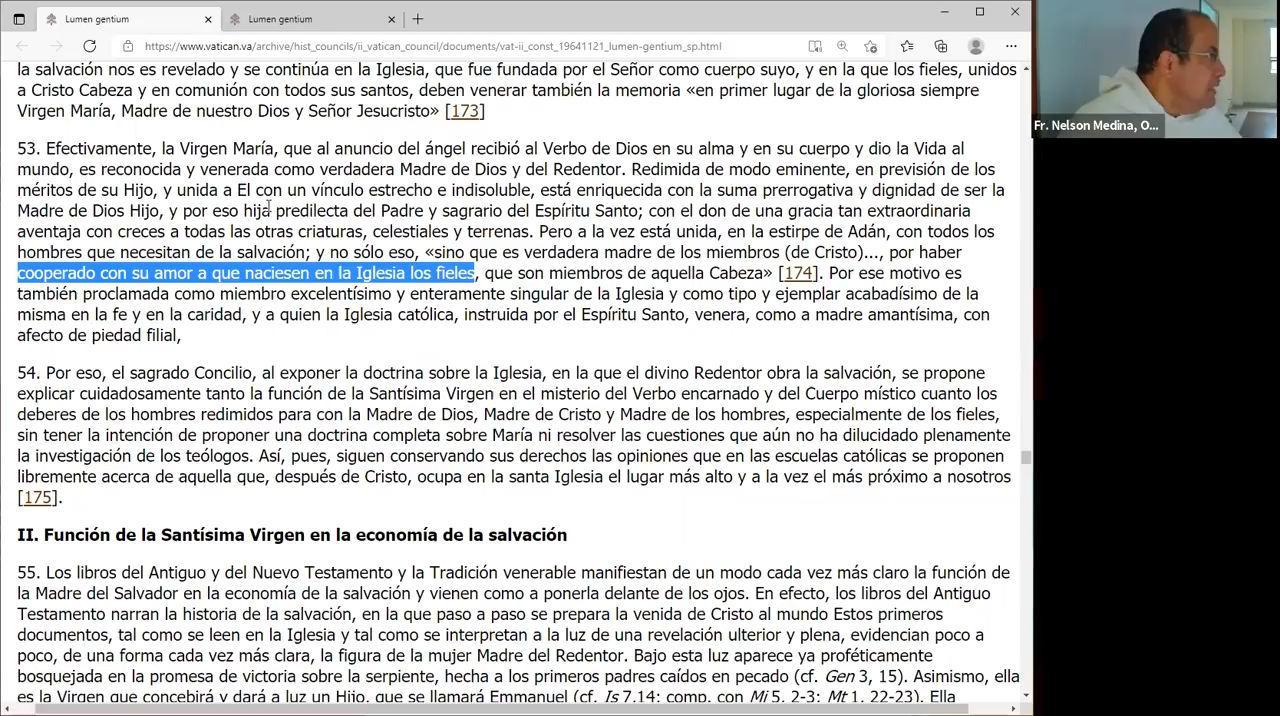 Lumen gentium
Lumen gentium
https://www.vatican.va/archive/hist_councils/ii_vatican_council/documents/vat-ii_const_19641121_lumen-gentium_sp.html
Fr. Nelson Medina, O...
la salvación nos es revelado y se continúa en la Iglesia, que fue fundada por el Señor como cuerpo suyo, y en la que los fieles, unidos
a Cristo Cabeza y en comunión con todos sus santos, deben venerar también la memoria «en primer lugar de la gloriosa siempre
Virgen María, Madre de nuestro Dios y Señor Jesucristo» [173]
53. Efectivamente, la Virgen María, que al anuncio del ángel recibió al Verbo de Dios en su alma y en su cuerpo y dio la Vida al
mundo, es reconocida y venerada como verdadera Madre de Dios y del Redentor. Redimida de modo eminente, en previsión de los
méritos de su Hijo, y unida a El con un vínculo estrecho e indisoluble, está enriquecida con la suma prerrogativa y dignidad de ser la
Madre de Dios Hijo, y por eso hija predilecta del Padre y sagrario del Espíritu Santo; con el don de una gracia tan extraordinaria
aventaja con creces a todas las otras criaturas, celestiales y terrenas. Pero a la vez está unida, en la estirpe de Adán, con todos los
hombres que necesitan de la salvación; y no sólo eso, «sino que es verdadera madre de los miembros (de Cristo)..., por haber
cooperado con su amor a que naciesen en la Iglesia los fieles, que son miembros de aquella Cabeza» [174]. Por ese motivo es
también proclamada como miembro excelentísimo y enteramente singular de la Iglesia y como tipo y ejemplar acabadísimo de la
misma en la fe y en la caridad, y a quien la Iglesia católica, instruida por el Espíritu Santo, venera, como a madre amantísima, con
afecto de piedad filial,
54. Por eso, el sagrado Concilio, al exponer la doctrina sobre la Iglesia, en la que el divino Redentor obra la salvación, se propone
explicar cuidadosamente tanto la función de la Santísima Virgen en el misterio del Verbo encarnado y del Cuerpo místico cuanto los
deberes de los hombres redimidos para con la Madre de Dios, Madre de Cristo y Madre de los hombres, especialmente de los fieles,
sin tener la intención de proponer una doctrina completa sobre María ni resolver las cuestiones que aún no ha dilucidado plenamente
la investigación de los teólogos. Así, pues, siguen conservando sus derechos las opiniones que en las escuelas católicas se proponen
libremente acerca de aquella que, después de Cristo, ocupa en la santa Iglesia el lugar más alto y a la vez el más próximo a nosotros
[175].
II. Función de la Santísima Virgen en la economía de la salvación
55. Los libros del Antiguo y del Nuevo Testamento y la Tradición venerable manifiestan de un modo cada vez más claro la función de
la Madre del Salvador en la economía de la salvación y vienen como a ponerla delante de los ojos. En efecto, los libros del Antiguo
Testamento narran la historia de la salvación, en la que paso a paso se prepara la venida de Cristo al mundo Estos primeros
documentos, tal como se leen en la Iglesia y tal como se interpretan a la luz de una revelación ulterior y plena, evidencian poco a
poco, de una forma cada vez más clara, la figura de la mujer Madre del Redentor. Bajo esta luz aparece ya proféticamente
bosquejada en la promesa de victoria sobre la serpiente, hecha a los primeros padres caídos en pecado (cf. Gen 3, 15). Asimismo, ella
es la Virgen que concebirá y dará a luz un Hijo, que se llamará Emmanuel (cf. Is 7,14; comp. con Mi 5, 2-3; Mt 1, 22-23). Ella